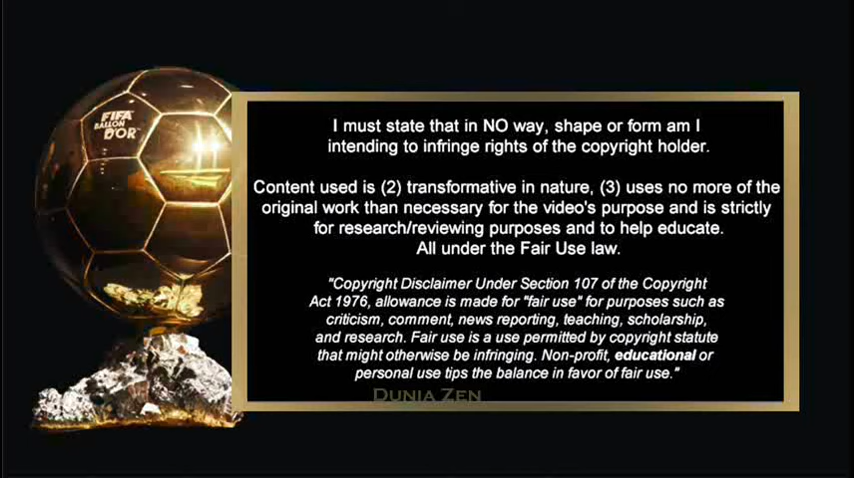 FIFA
BALLON
D'OR
I must state that in NO way, shape or form am I
intending to infringe rights of the copyright holder.
Content used is (2) transformative in nature, (3) uses no more of the
original work than necessary for the video's purpose and is strictly
for research/reviewing purposes and to help educate.
All under the Fair Use law.
"Copyright Disclaimer Under Section 107 of the Copyright
Act 1976, allowance is made for "fair use" for purposes such as
criticism, comment, news reporting, teaching, scholarship,
and research. Fair use is a use permitted by copyright statute
that might otherwise be infringing. Non-profit, educational or
personal use tips the balance in favor of fair use."
DUNIA ZEN